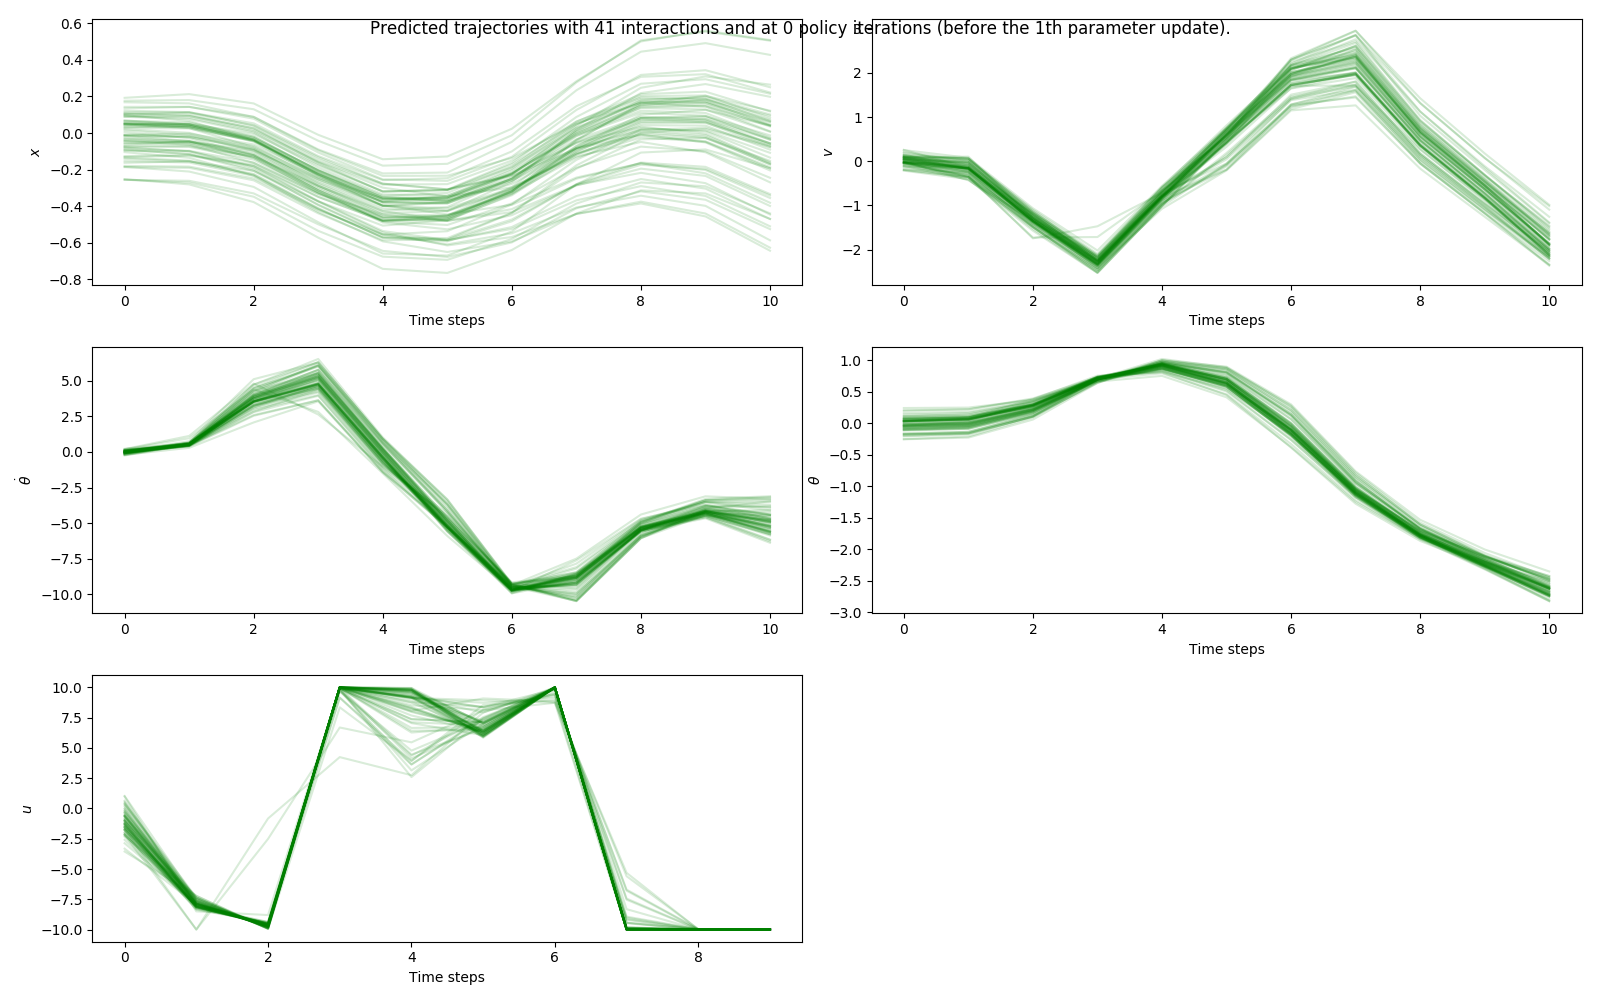 Predicted trajectories with 41 interactions and at 0 policy iterations (before the 1th parameter update).
0.6
0.4
0.2
0.0
−0.2
−0.4
−0.6
−0.8
x
0 2 4 6 8 10
Time steps
3
2
1
0
−1
−2
v
0 2 4 6 8 10
Time steps
5.0
2.5
0.0
−2.5
−5.0
−7.5
−10.0
θ̇
0 2 4 6 8 10
Time steps
1.0
0.5
0.0
−0.5
−1.0
−1.5
−2.0
−2.5
−3.0
θ
0 2 4 6 8 10
Time steps
10.0
7.5
5.0
2.5
0.0
−2.5
−5.0
−7.5
−10.0
u
0 2 4 6 8
Time steps